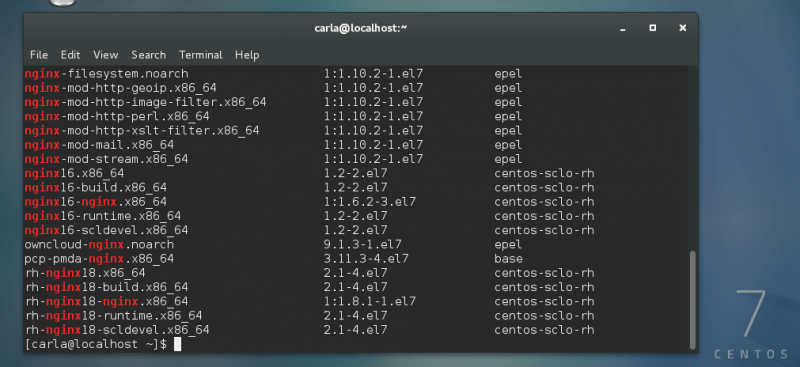 carla@localhost:~
File Edit View Search Terminal Help
nginx-filesystem.noarch 1:1.10.2-1.el7 epel
nginx-mod-http-geoip.x86_64 1:1.10.2-1.el7 epel
nginx-mod-http-image-filter.x86_64 1:1.10.2-1.el7 epel
nginx-mod-http-perl.x86_64 1:1.10.2-1.el7 epel
nginx-mod-http-xslt-filter.x86_64 1:1.10.2-1.el7 epel
nginx-mod-mail.x86_64 1:1.10.2-1.el7 epel
nginx-mod-stream.x86_64 1:1.10.2-1.el7 epel
nginx16.x86_64 1.2-2.el7 centos-sclo-rh
nginx16-build.x86_64 1.2-2.el7 centos-sclo-rh
nginx16-nginx.x86_64 1:1.6.2-3.el7 centos-sclo-rh
nginx16-runtime.x86_64 1.2-2.el7 centos-sclo-rh
nginx16-scldevel.x86_64 1.2-2.el7 centos-sclo-rh
owncloud-nginx.noarch 9.1.3-1.el7 epel
pcp-pmda-nginx.x86_64 3.11.3-4.el7 base
rh-nginx18.x86_64 2.1-4.el7 centos-sclo-rh
rh-nginx18-build.x86_64 2.1-4.el7 centos-sclo-rh
rh-nginx18-nginx.x86_64 1:1.8.1-1.el7 centos-sclo-rh
rh-nginx18-runtime.x86_64 2.1-4.el7 centos-sclo-rh
rh-nginx18-scldevel.x86_64 2.1-4.el7 centos-sclo-rh
[carla@localhost ~]$
7
CENTOS